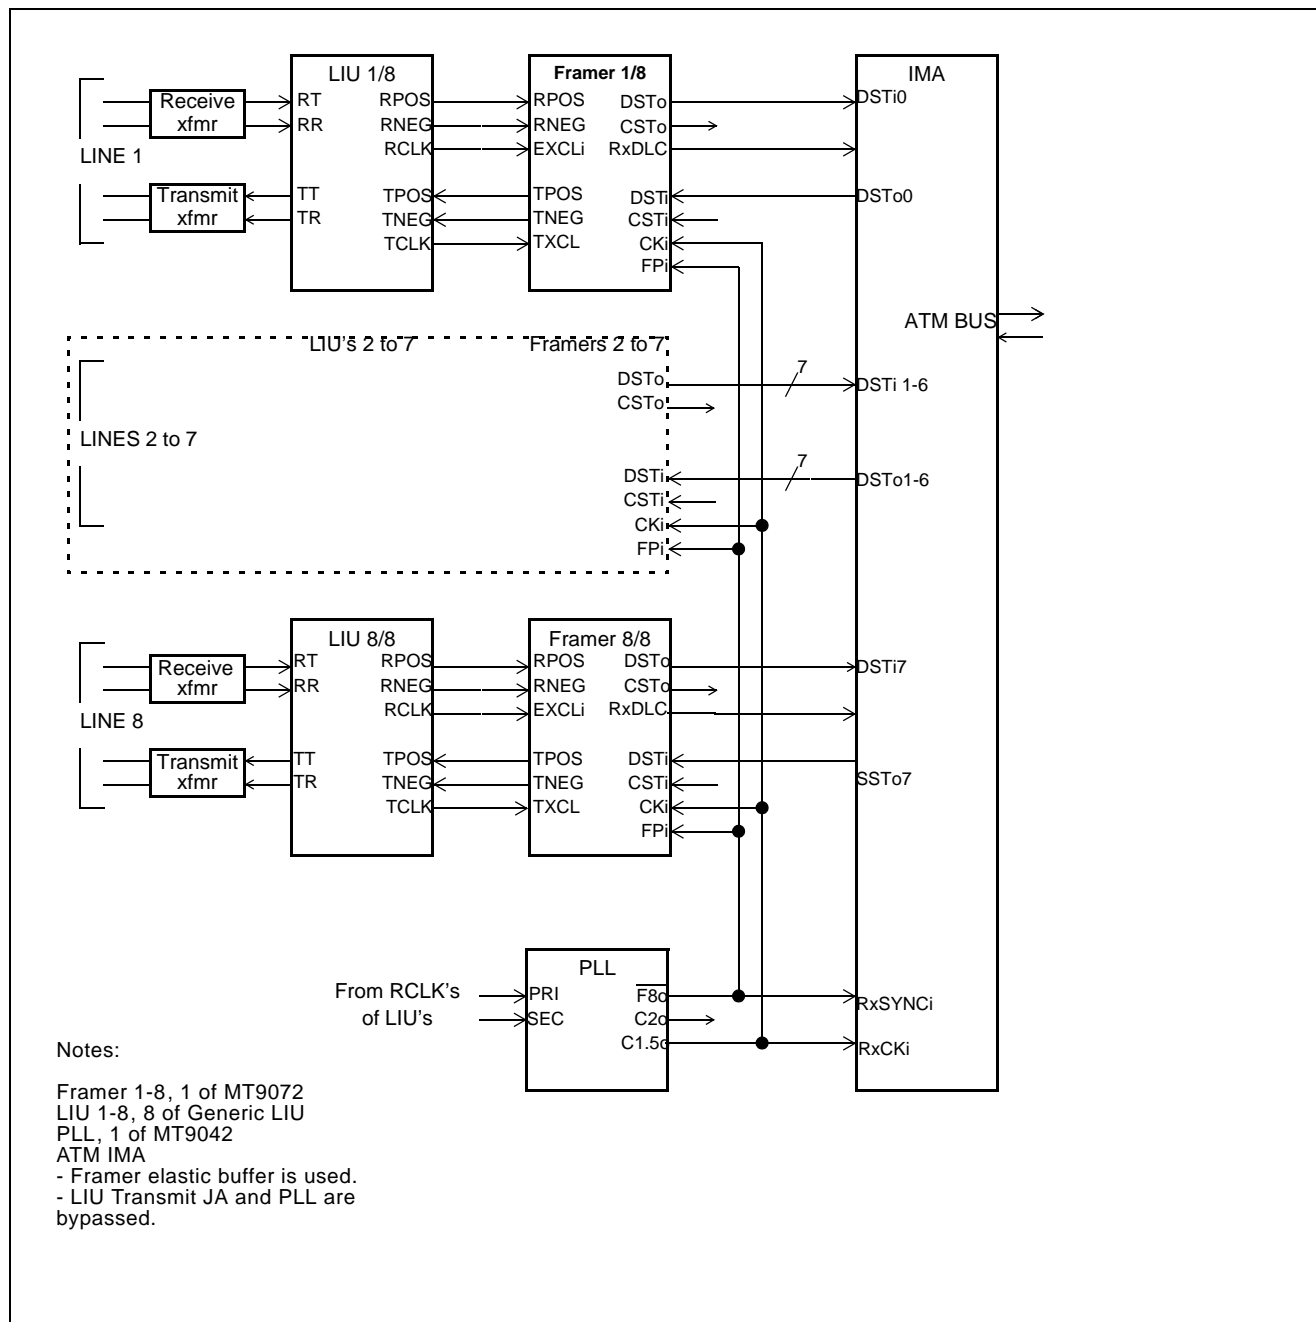 LIU 1/8
Framer 1/8
IMA
Receive
xfmr
RT
RR
RPOS
RNEG
RCLK
RPOS
RNEG
EXCLi
DSTo
CSTo
RxDLC
DSTi0
LINE 1
Transmit
xfmr
TT
TR
TPOS
TNEG
TCLK
TPOS
TNEG
TXCL
DSTi
CSTi
CKi
FPi
DSTo0
ATM BUS
LIU's 2 to 7
Framers 2 to 7
DSTo
CSTo
7
DSTi 1-6
LINES 2 to 7
DSTi
CSTi
CKi
FPi
7
DSTo1-6
LIU 8/8
Framer 8/8
Receive
xfmr
RT
RR
RPOS
RNEG
RCLK
RPOS
RNEG
EXCLi
DSTo
CSTo
RxDLC
DSTi7
LINE 8
Transmit
xfmr
TT
TR
TPOS
TNEG
TCLK
TPOS
TNEG
TXCL
DSTi
CSTi
CKi
FPi
SSTo7
PLL
From RCLK's
of LIU's
PRI
SEC
F8o
C2o
C1.5o
RxSYNCi
RxCKi
Notes:
Framer 1-8, 1 of MT9072
LIU 1-8, 8 of Generic LIU
PLL, 1 of MT9042
ATM IMA
- Framer elastic buffer is used.
- LIU Transmit JA and PLL are
bypassed.